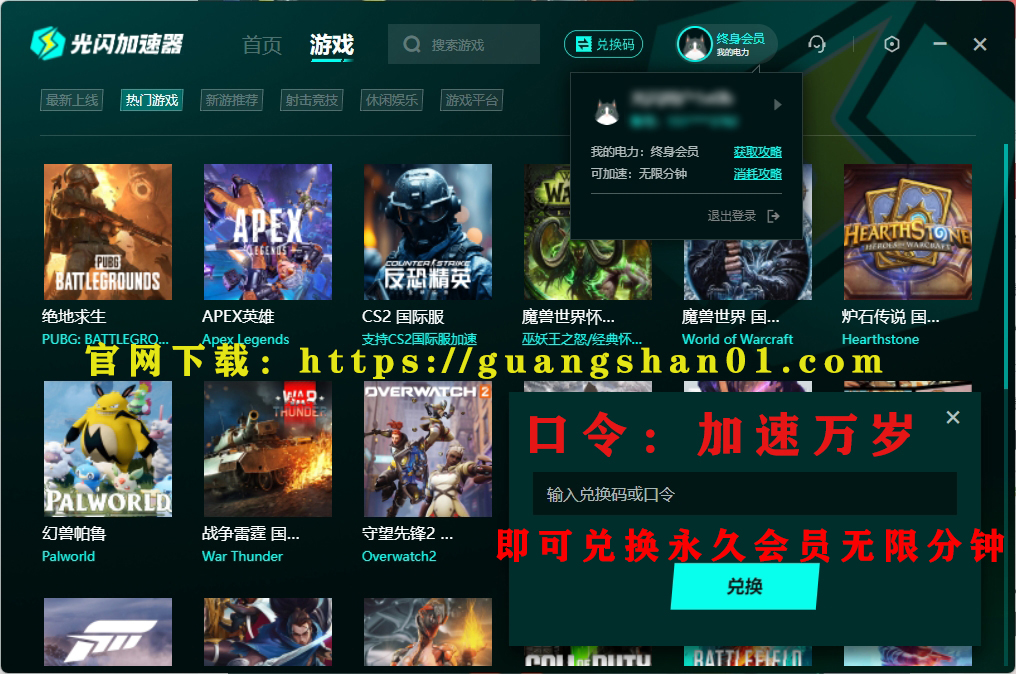 光闪加速器
首页
游戏
搜索游戏
兑换码
终身会员
我的电力
最新上线
热门游戏
新游推荐
射击竞技
休闲娱乐
游戏平台
我的电力：终身会员
获取攻略
可加速：无限分钟
消耗攻略
退出登录
PUBG
BATTLEGROUNDS
APEX
LEGENDS
COUNTER STRIKE
反恐精英
HEARTHSTONE
HEROES OF WARCRAFT
绝地求生
APEX英雄
CS2 国际服
魔兽世界怀...
魔兽世界 国...
炉石传说 国...
PUBG: BATTLEGRO...
Apex Legends
支持CS2国际服加速
巫妖王之怒/经典怀...
World of Warcraft
Hearthstone
官网下载：https://guangshan01.com
PALWORLD
WAR
THUNDER
OVERWATCH 2
口令：加速万岁
输入兑换码或口令
即可兑换永久会员无限分钟
兑换
幻兽帕鲁
战争雷霆 国...
守望先锋2 ...
Palworld
War Thunder
Overwatch2
CALL OF DUTY
BATTLEFIELD